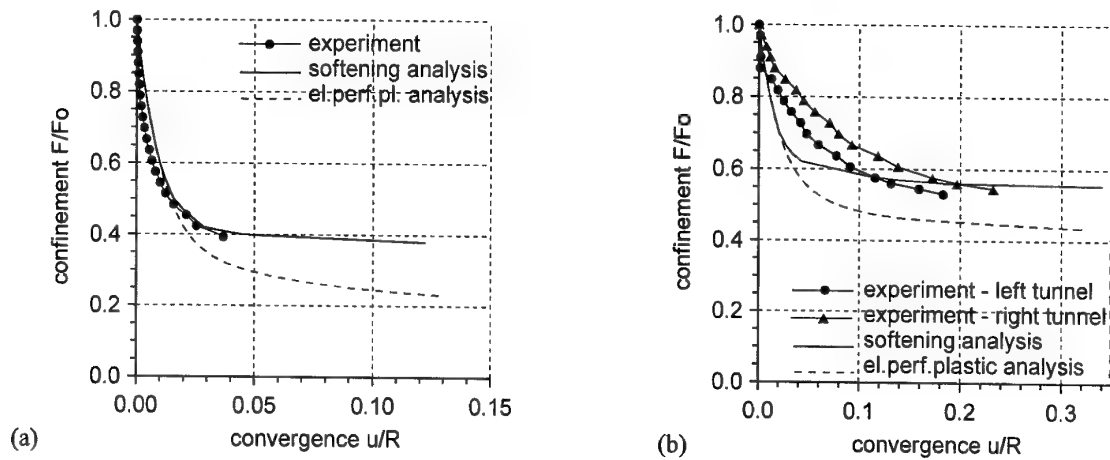 1.0
0.8
0.6
0.4
0.2
0.0
confinement F/Fo
experiment
softening analysis
el.perf.pl. analysis
0.00
0.05
0.10
0.15
convergence u/R
(a)
1.0
0.8
0.6
0.4
0.2
0.0
confinement F/Fo
experiment - left tunnel
experiment - right tunnel
softening analysis
el.perf.plastic analysis
0.0
0.1
0.2
0.3
convergence u/R
(b)